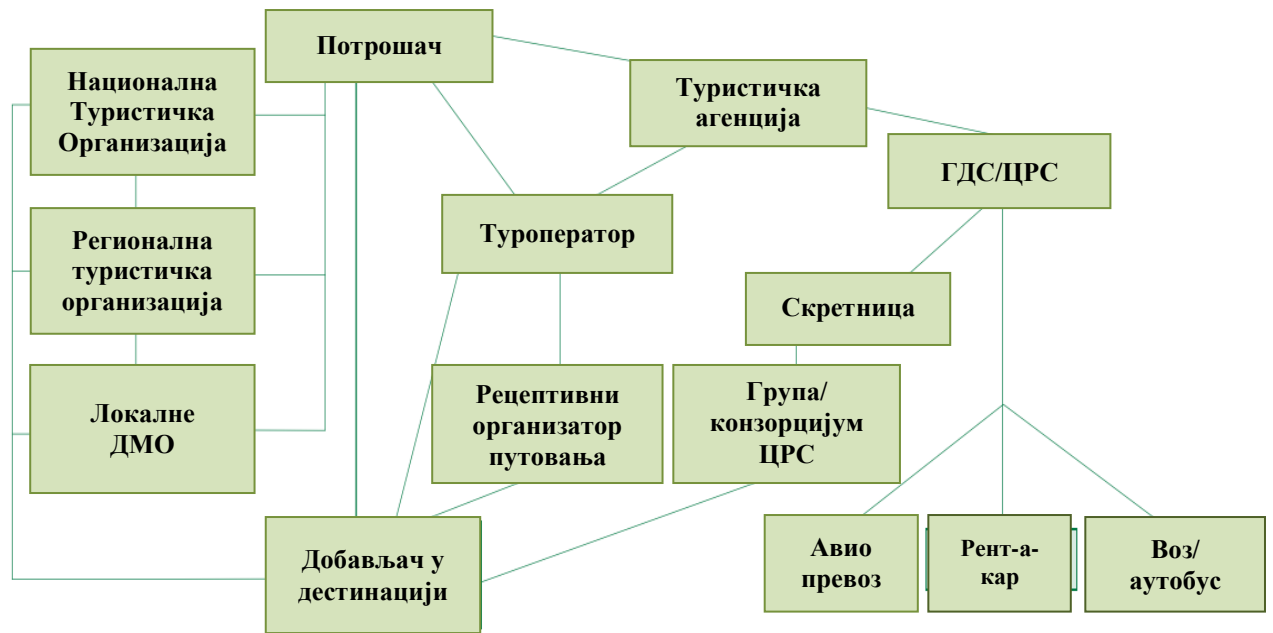 Потрошач
Национална
Туристичка
Организација
Туристичка
агенција
ГДС/ЦРС
Туроператор
Регионална
туристичка
организација
Скретница
Локалне
ДМО
Рецептивни
организатор
путовања
Група/
конзорцијум
ЦРС
Добављач у
дестинацији
Авио
превоз
Рент-а-
кар
Воз/
аутобус